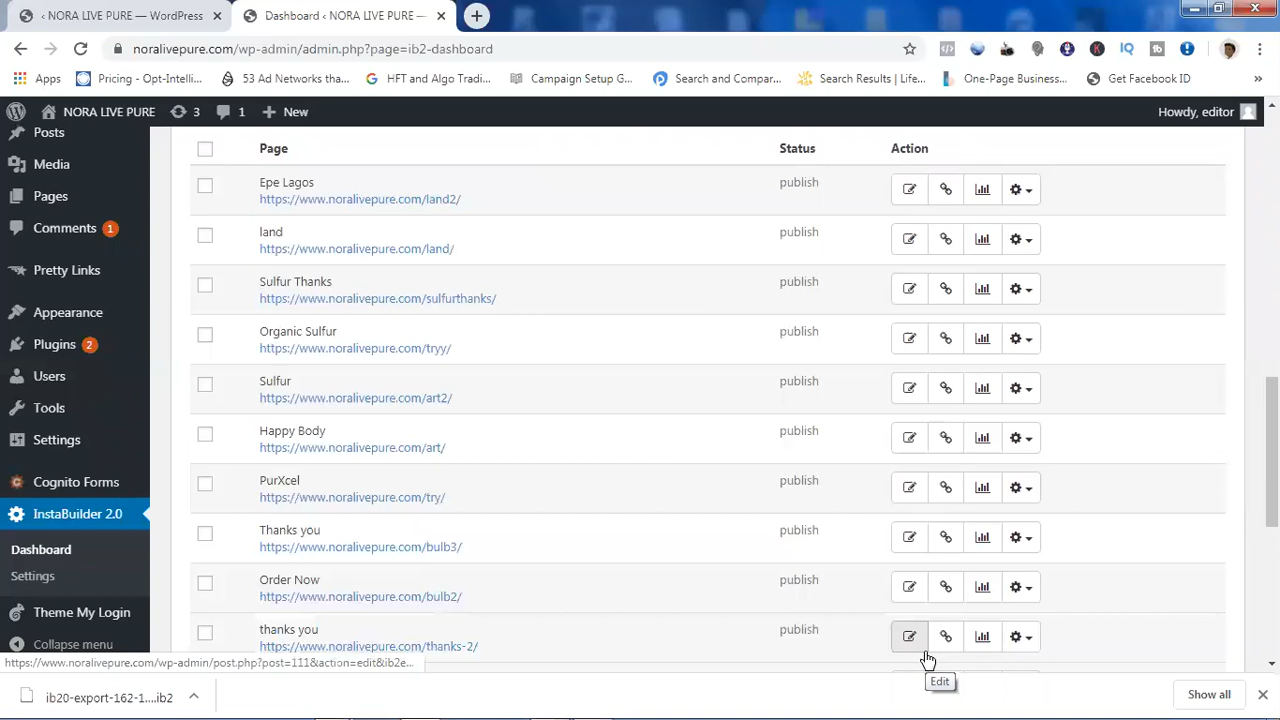 ‹ NORA LIVE PURE — WordPress
Dashboard ‹ NORA LIVE PURE —
noralivepure.com/wp-admin/admin.php?page=ib2-dashboard
Apps
Pricing - Opt-Intelli...
53 Ad Networks tha...
HFT and Algo Tradi...
Campaign Setup G...
Search and Compar...
Search Results | Life...
One-Page Business...
Get Facebook ID
»
NORA LIVE PURE
3
1
New
Howdy, editor
Posts
Media
Pages
Comments 1
Pretty Links
Appearance
Plugins 2
Users
Tools
Settings
Cognito Forms
InstaBuilder 2.0
Dashboard
Settings
Theme My Login
Collapse menu
Page Status Action
Epe Lagos publish
https://www.noralivepure.com/land2/
land publish
https://www.noralivepure.com/land/
Sulfur Thanks publish
https://www.noralivepure.com/sulfurthanks/
Organic Sulfur publish
https://www.noralivepure.com/tryy/
Sulfur publish
https://www.noralivepure.com/art2/
Happy Body publish
https://www.noralivepure.com/art/
PurXcel publish
https://www.noralivepure.com/try/
Thanks you publish
https://www.noralivepure.com/bulb3/
Order Now publish
https://www.noralivepure.com/bulb2/
thanks you publish
https://www.noralivepure.com/thanks-2/
https://www.noralivepure.com/wp-admin/post.php?post=111&action=edit&ib2e...
Edit
ib20-export-162-1....ib2
Show all